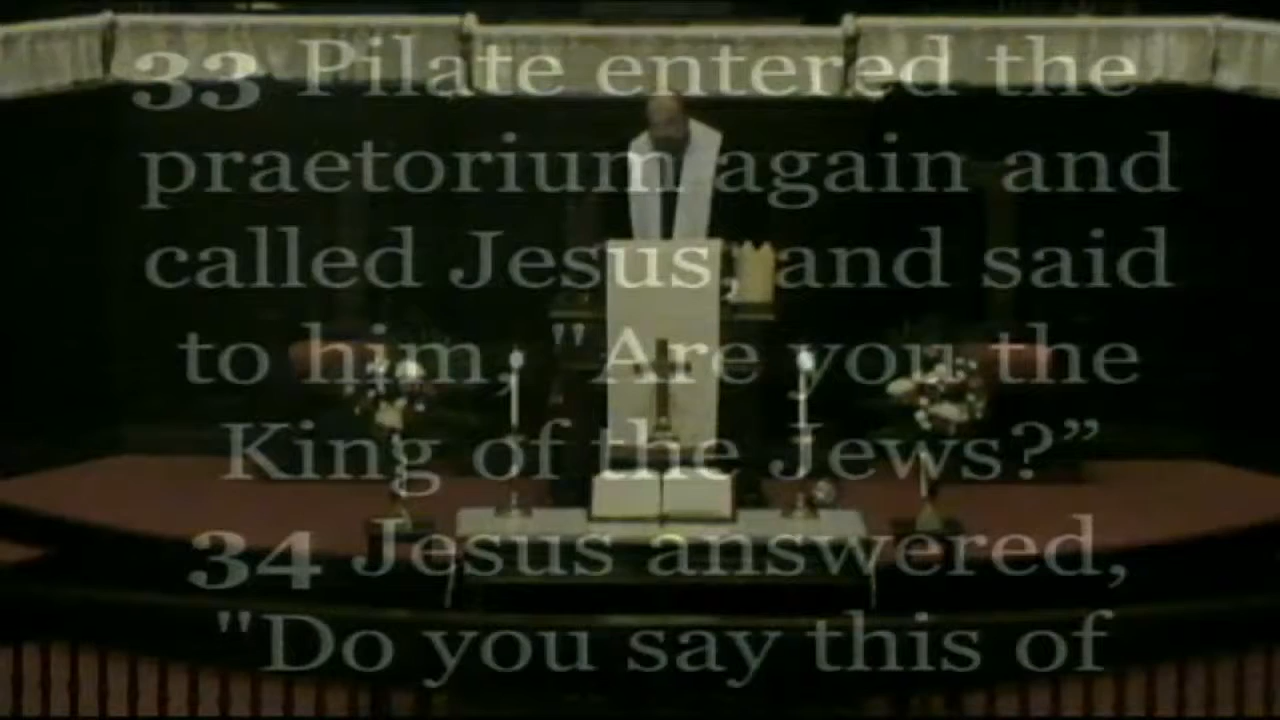 33 Pilate entered the
praetorium again and
called Jesus, and said
to him, "Are you the
King of the Jews?”
34 Jesus answered,
"Do you say this of